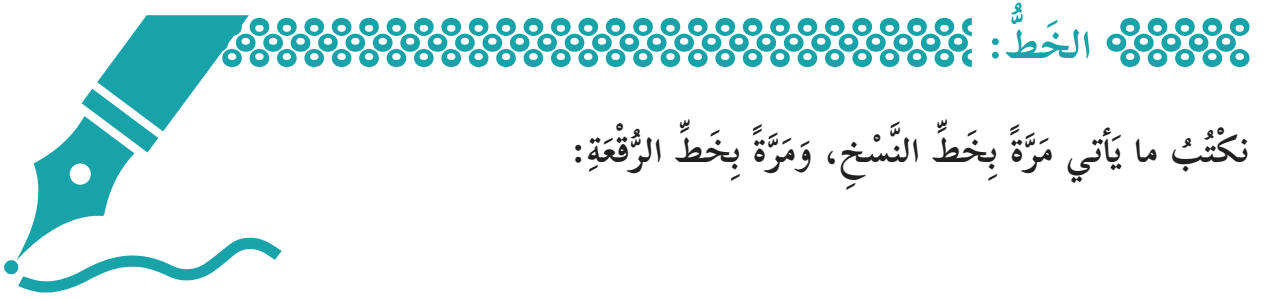 الخَطُّ:
نكْتُبُ ما يَأتي مَرَّةً بِخَطِّ النَّسْخِ، وَمَرَّةً بِخَطِّ الرُّقْعَةِ: